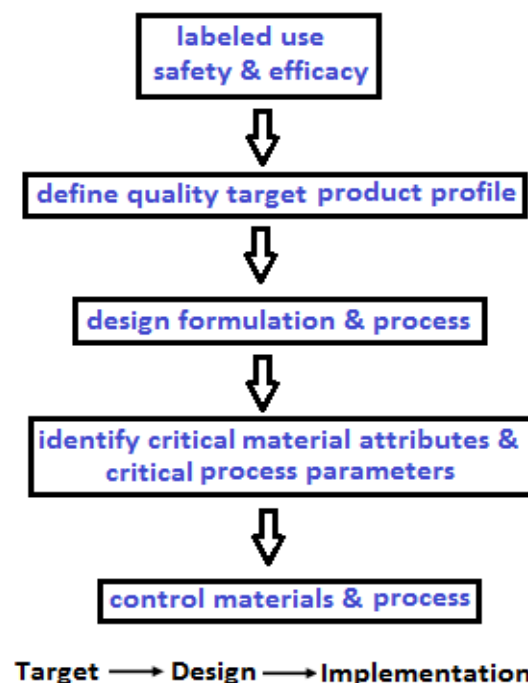 labeled use
safety & efficacy
define quality target product profile
design formulation & process
identify critical material attributes &
critical process parameters
control materials & process
Target → Design → Implementation